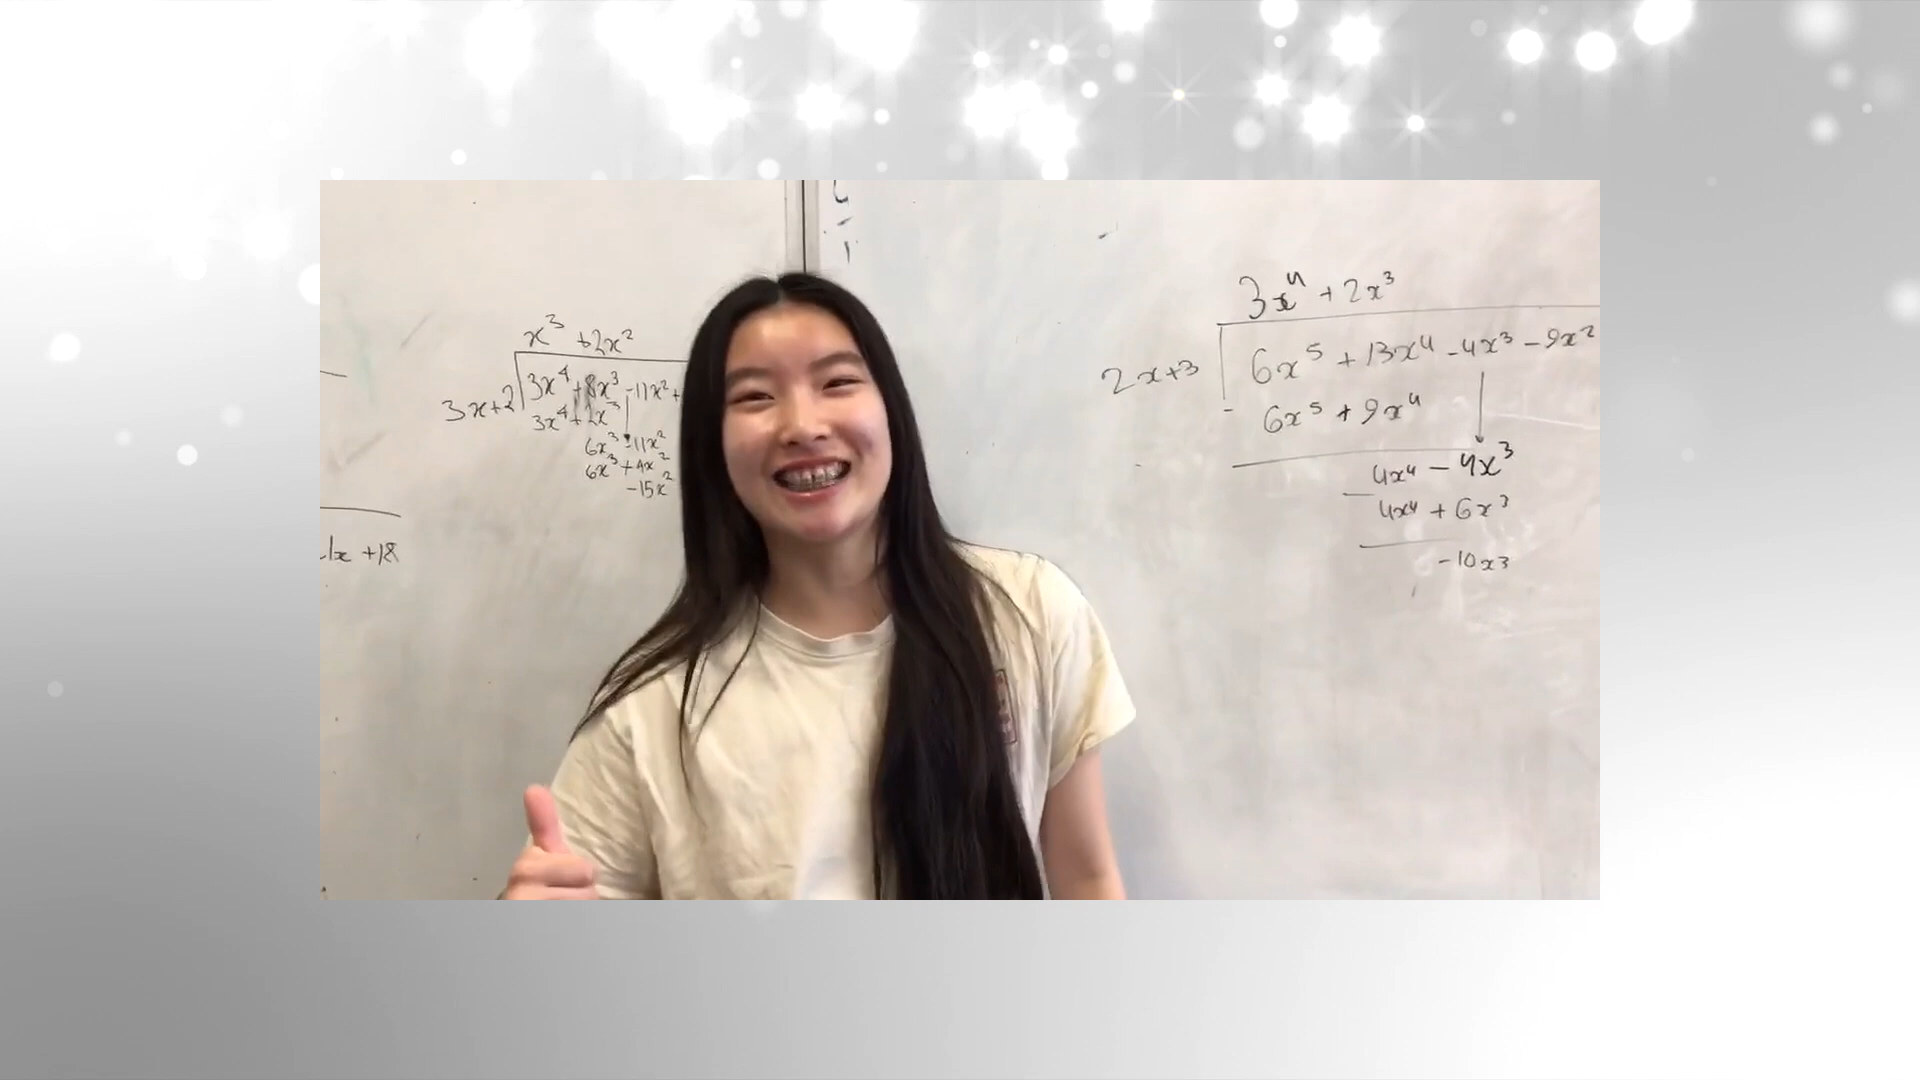 x³ + 2x²
3x+2 3x⁴ + 8x³ - 11x² +
3x⁴ + 2x³
6x³ - 11x²
6x³ + 4x²
-15x²
x + 18
3x⁴ + 2x³
2x+3 6x⁵ + 13x⁴ - 4x³ - 9x²
- 6x⁵ + 9x⁴
4x⁴ - 4x³
- 4x⁴ + 6x³
-10x³